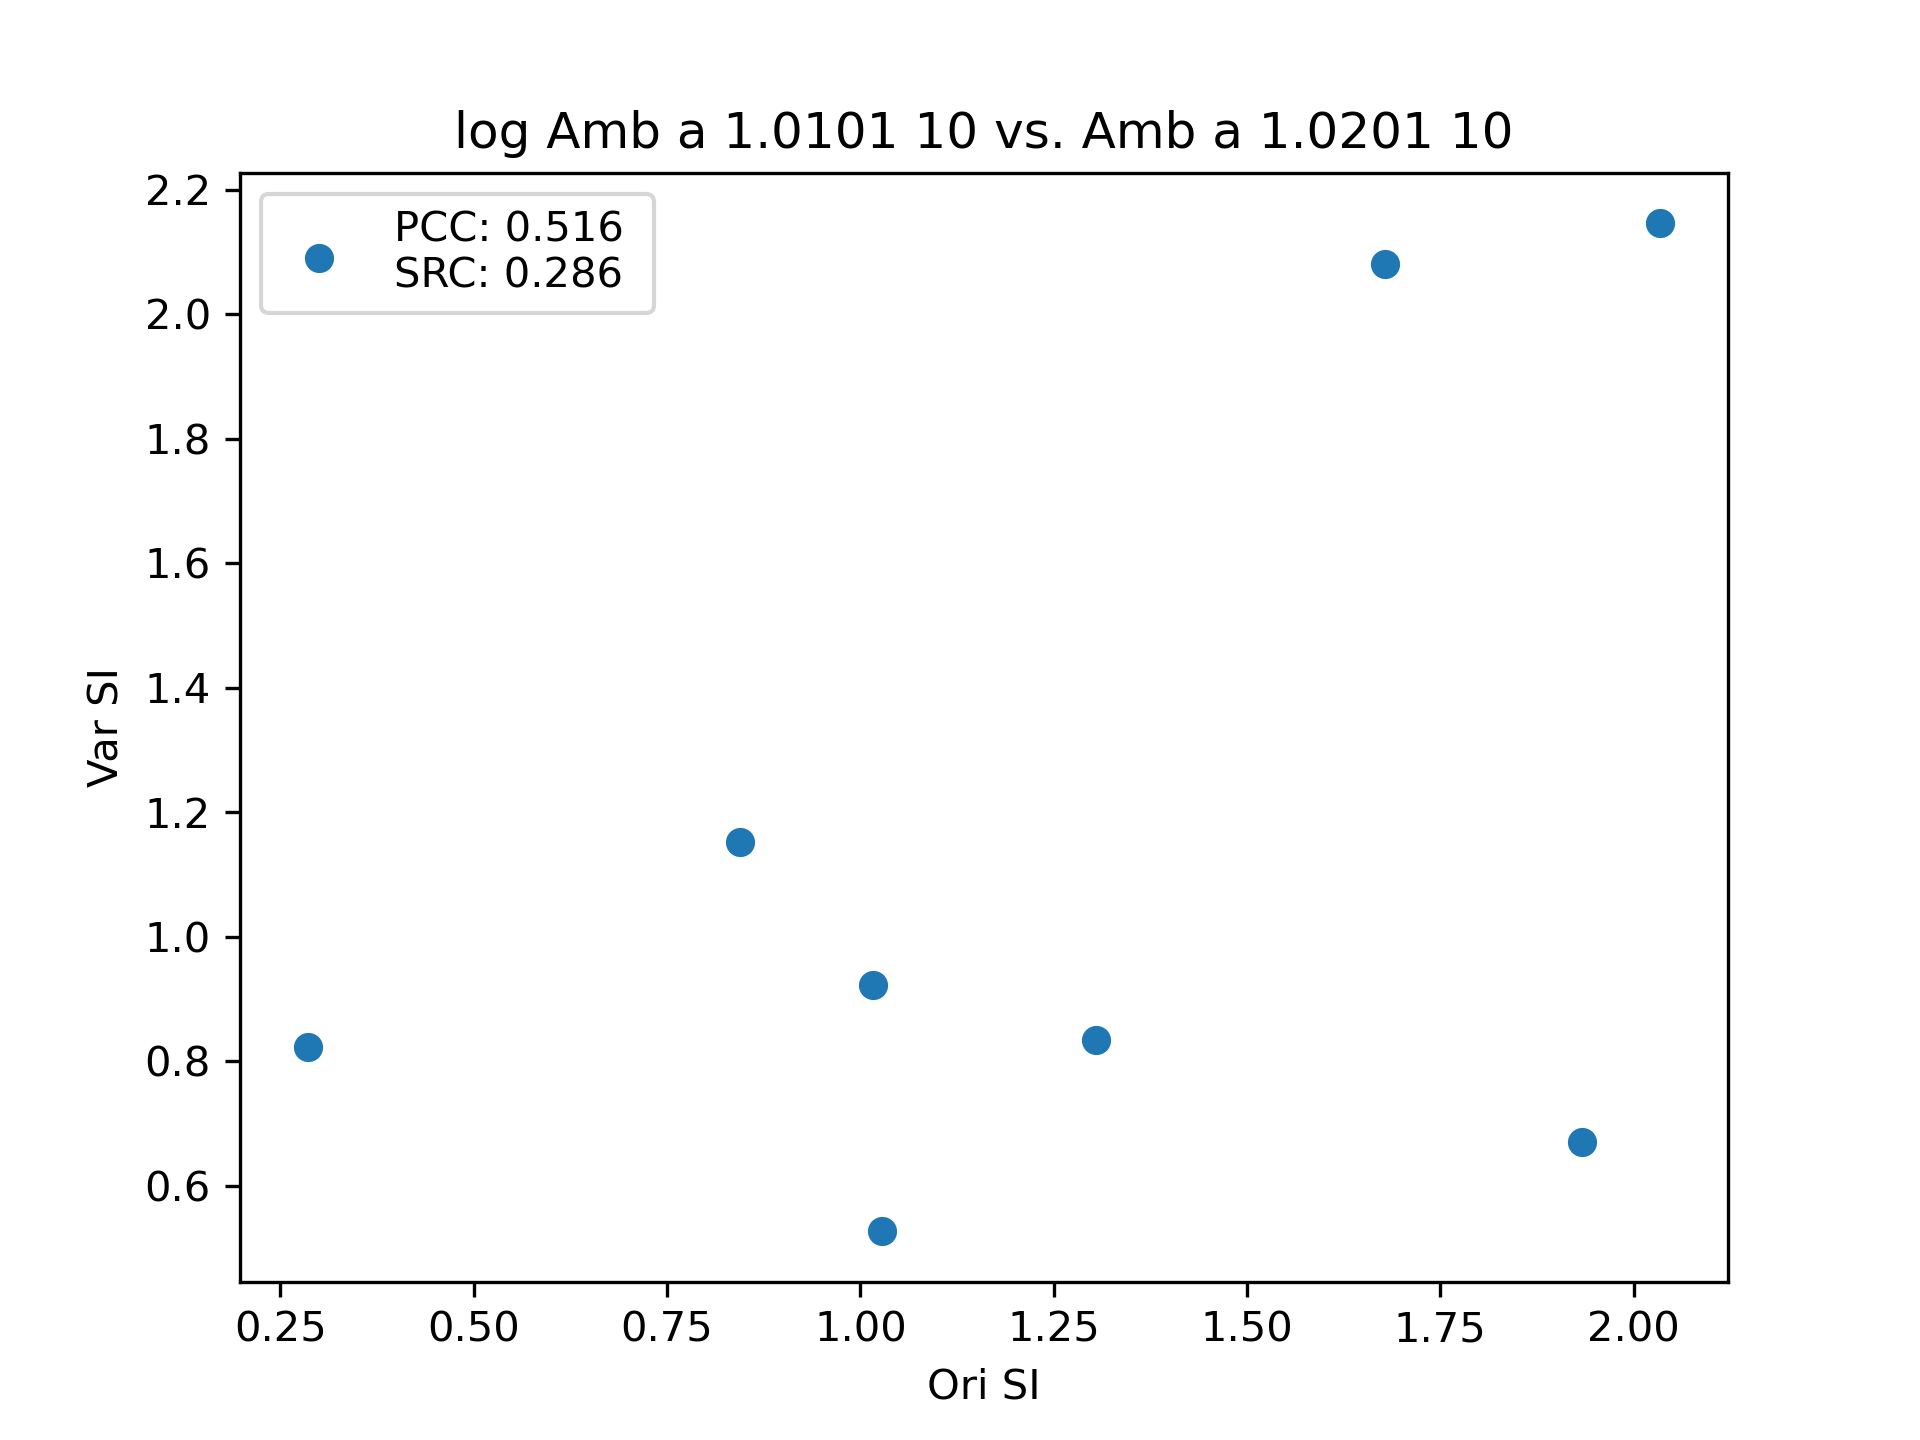 log Amb a 1.0101 10 vs. Amb a 1.0201 10
PCC: 0.516
SRC: 0.286
2.2
2.0
1.8
1.6
1.4
1.2
1.0
0.8
0.6
Var SI
0.25 0.50 0.75 1.00 1.25 1.50 1.75 2.00
Ori SI